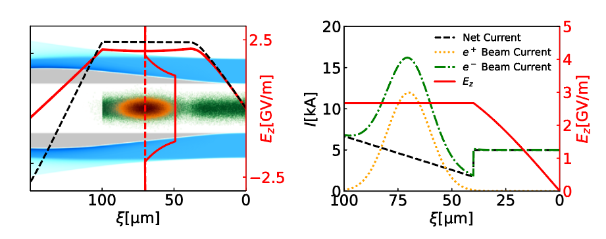 2.5
−2.5
E_z[GV/m]
100
50
0
ξ[μm]
20
15
10
5
0
I[kA]
Net Current
e⁺ Beam Current
e⁻ Beam Current
E_z
5
4
3
2
1
0
E_z[GV/m]
100
75
50
25
0
ξ[μm]